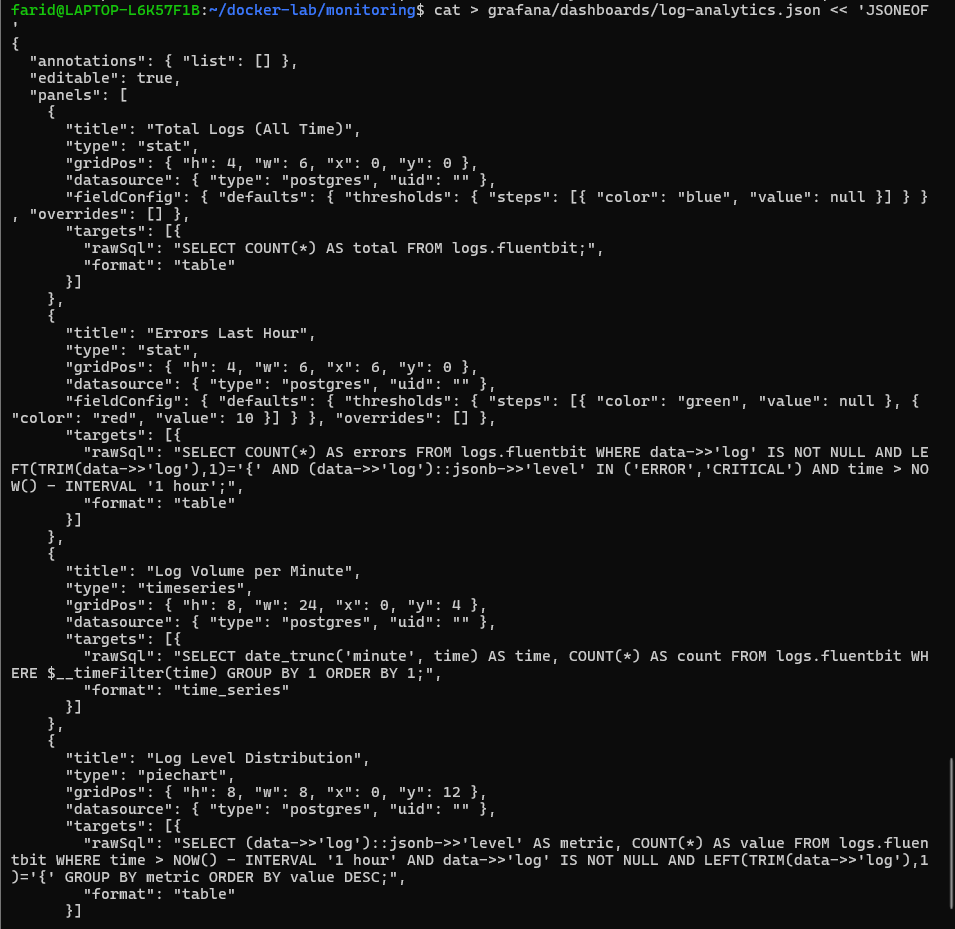 farid@LAPTOP-L6K57F1B:~/docker-lab/monitoring$ cat > grafana/dashboards/log-analytics.json << 'JSONEOF
'
{
  "annotations": { "list": [] },
  "editable": true,
  "panels": [
    {
      "title": "Total Logs (All Time)",
      "type": "stat",
      "gridPos": { "h": 4, "w": 6, "x": 0, "y": 0 },
      "datasource": { "type": "postgres", "uid": "" },
      "fieldConfig": { "defaults": { "thresholds": { "steps": [{ "color": "blue", "value": null }] } }
, "overrides": [] },
      "targets": [{
        "rawSql": "SELECT COUNT(*) AS total FROM logs.fluentbit;",
        "format": "table"
      }]
    },
    {
      "title": "Errors Last Hour",
      "type": "stat",
      "gridPos": { "h": 4, "w": 6, "x": 6, "y": 0 },
      "datasource": { "type": "postgres", "uid": "" },
      "fieldConfig": { "defaults": { "thresholds": { "steps": [{ "color": "green", "value": null }, {
"color": "red", "value": 10 }] } }, "overrides": [] },
      "targets": [{
        "rawSql": "SELECT COUNT(*) AS errors FROM logs.fluentbit WHERE data->>'log' IS NOT NULL AND LE
FT(TRIM(data->>'log'),1)='{' AND (data->>'log')::jsonb->>'level' IN ('ERROR','CRITICAL') AND time > NO
W() - INTERVAL '1 hour';",
        "format": "table"
      }]
    },
    {
      "title": "Log Volume per Minute",
      "type": "timeseries",
      "gridPos": { "h": 8, "w": 24, "x": 0, "y": 4 },
      "datasource": { "type": "postgres", "uid": "" },
      "targets": [{
        "rawSql": "SELECT date_trunc('minute', time) AS time, COUNT(*) AS count FROM logs.fluentbit WH
ERE $__timeFilter(time) GROUP BY 1 ORDER BY 1;",
        "format": "time_series"
      }]
    },
    {
      "title": "Log Level Distribution",
      "type": "piechart",
      "gridPos": { "h": 8, "w": 8, "x": 0, "y": 12 },
      "datasource": { "type": "postgres", "uid": "" },
      "targets": [{
        "rawSql": "SELECT (data->>'log')::jsonb->>'level' AS metric, COUNT(*) AS value FROM logs.fluen
tbit WHERE time > NOW() - INTERVAL '1 hour' AND data->>'log' IS NOT NULL AND LEFT(TRIM(data->>'log'),1
)='{' GROUP BY metric ORDER BY value DESC;",
        "format": "table"
      }]